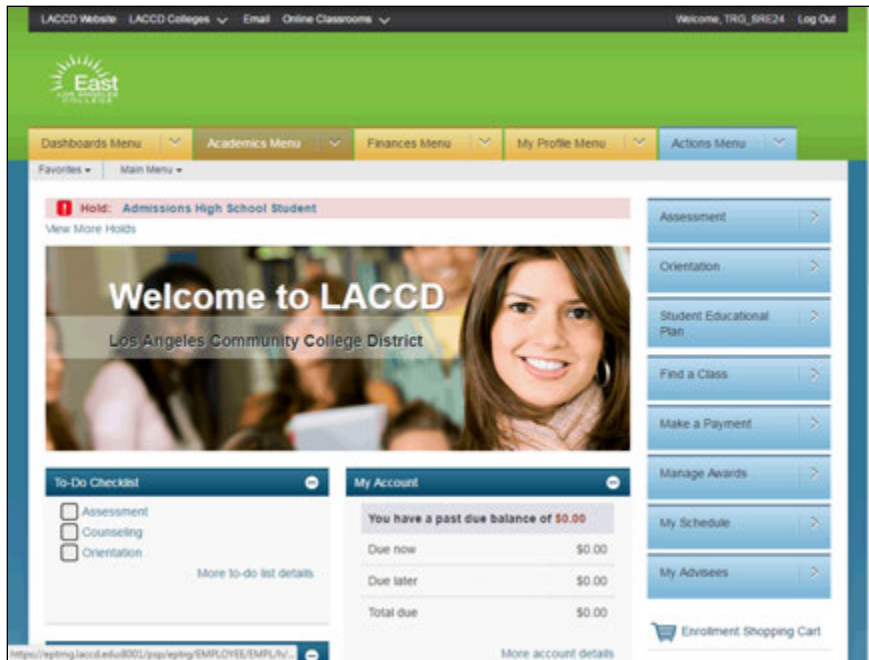 LACCD Website LACCD Colleges Email Online Classrooms Welcome, TRG_SRE24 Log Out
East
LOS ANGELES
COLLEGE
Dashboards Menu Academics Menu Finances Menu My Profile Menu Actions Menu
Favorites Main Menu
Hold: Admissions High School Student
View More Holds
Welcome to LACCD
Los Angeles Community College District
Assessment
Orientation
Student Educational
Plan
Find a Class
Make a Payment
Manage Awards
My Schedule
My Advisees
Enrollment Shopping Cart
To-Do Checklist
Assessment
Counseling
Orientation
More to-do list details
My Account
You have a past due balance of $0.00
Due now $0.00
Due later $0.00
Total due $0.00
More account details